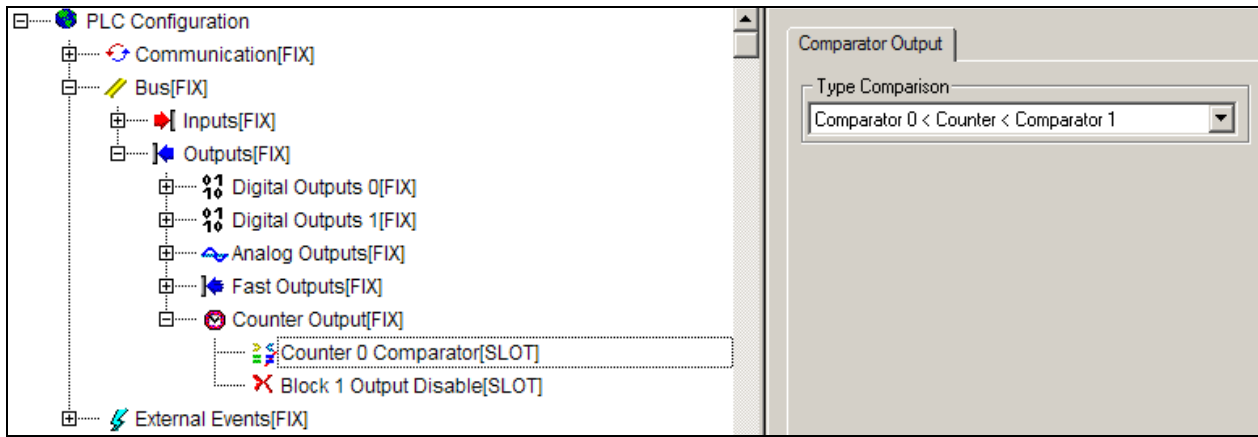 PLC Configuration
Communication[FIX]
Bus[FIX]
Inputs[FIX]
Outputs[FIX]
Digital Outputs 0[FIX]
Digital Outputs 1[FIX]
Analog Outputs[FIX]
Fast Outputs[FIX]
Counter Output[FIX]
Counter 0 Comparator[SLOT]
Block 1 Output Disable[SLOT]
External Events[FIX]
Comparator Output
Type Comparison
Comparator 0 < Counter < Comparator 1